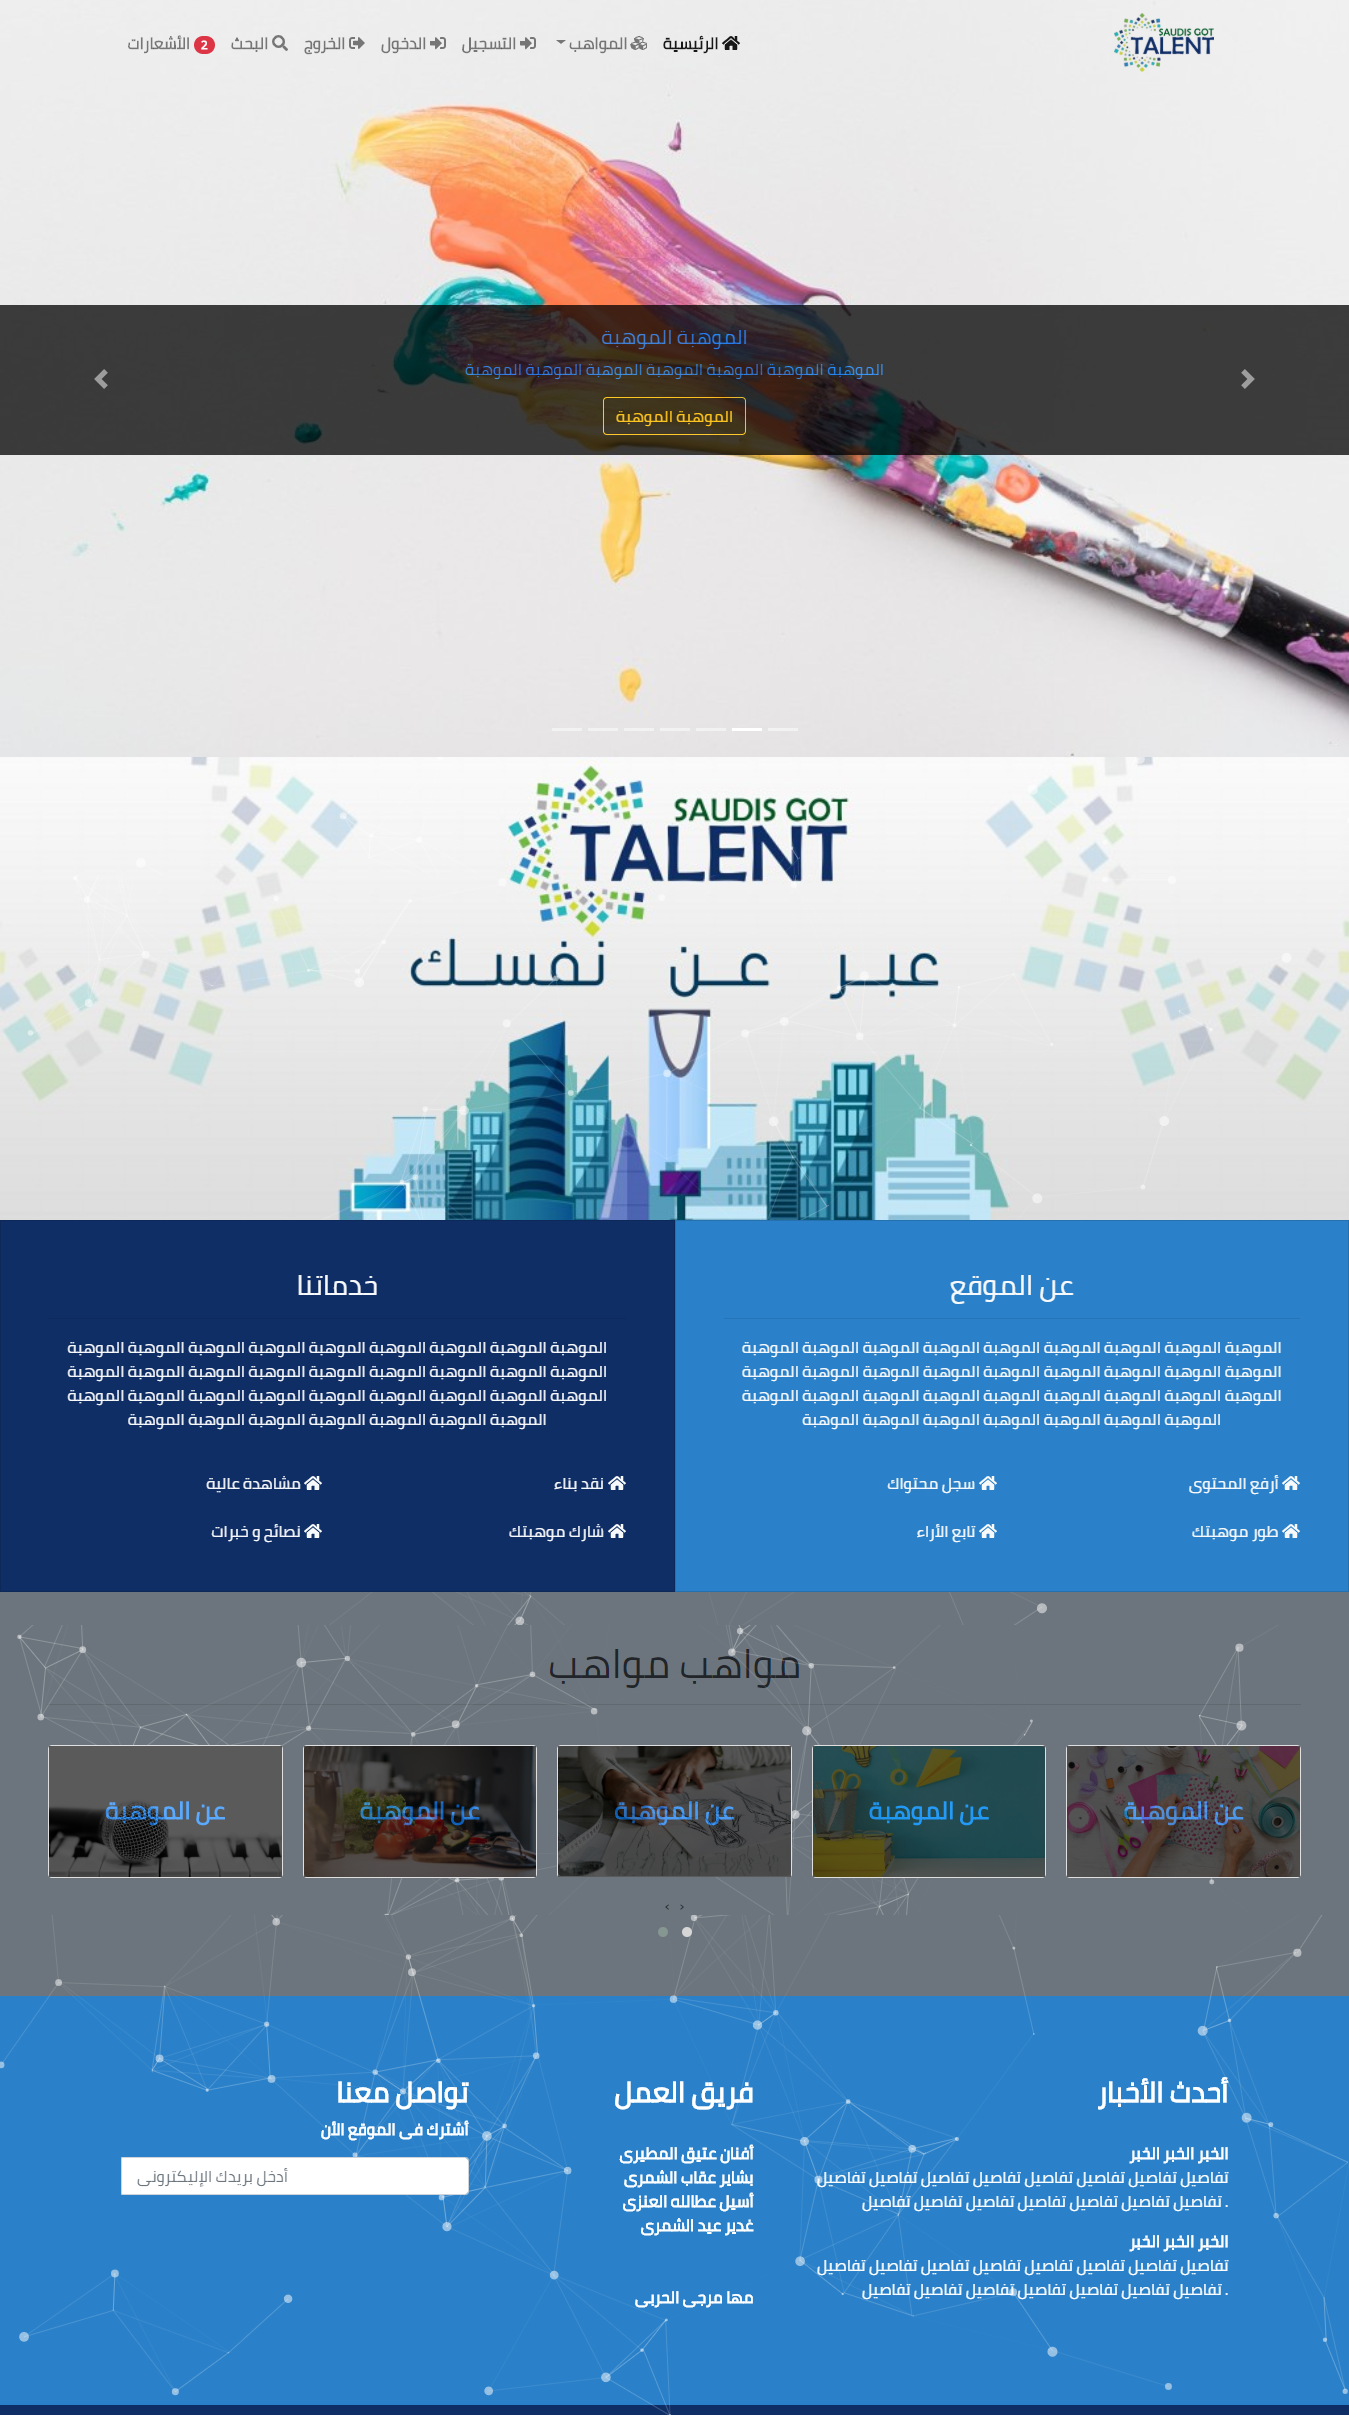 SAUDIS GOT
TALENT
الرئيسية
المواهب
التسجيل
الدخول
الخروج
البحث
2 الأشعارات
الموهبة الموهبة
الموهبة الموهبة الموهبة الموهبة الموهبة الموهبة الموهبة
الموهبة الموهبة
SAUDIS GOT
TALENT
عبر عن نفسك
عن الموقع
الموهبة الموهبة الموهبة الموهبة الموهبة الموهبة الموهبة الموهبة الموهبة
الموهبة الموهبة الموهبة الموهبة الموهبة الموهبة الموهبة الموهبة الموهبة
الموهبة الموهبة الموهبة الموهبة الموهبة الموهبة الموهبة الموهبة الموهبة
الموهبة الموهبة الموهبة الموهبة الموهبة الموهبة الموهبة
أرفع المحتوى
سجل محتواك
طور موهبتك
تابع الأراء
خدماتنا
الموهبة الموهبة الموهبة الموهبة الموهبة الموهبة الموهبة الموهبة الموهبة
الموهبة الموهبة الموهبة الموهبة الموهبة الموهبة الموهبة الموهبة الموهبة
الموهبة الموهبة الموهبة الموهبة الموهبة الموهبة الموهبة الموهبة الموهبة
الموهبة الموهبة الموهبة الموهبة الموهبة الموهبة الموهبة
نقد بناء
مشاهدة عالية
شارك موهبتك
نصائح و خبرات
مواهب مواهب
عن الموهبة
عن الموهبة
عن الموهبة
عن الموهبة
عن الموهبة
أحدث الأخبار
الخبر الخبر الخبر
تفاصيل تفاصيل تفاصيل تفاصيل تفاصيل تفاصيل تفاصيل تفاصيل
. تفاصيل تفاصيل تفاصيل تفاصيل تفاصيل تفاصيل تفاصيل
الخبر الخبر الخبر
تفاصيل تفاصيل تفاصيل تفاصيل تفاصيل تفاصيل تفاصيل تفاصيل
. تفاصيل تفاصيل تفاصيل تفاصيل تفاصيل تفاصيل تفاصيل
فريق العمل
أفنان عتيق المطيرى
بشاير عقاب الشمرى
أسيل عطالله العنزى
غدير عيد الشمرى
مها مرجى الحربى
تواصل معنا
أشترك فى الموقع الأن
أدخل بريدك الإليكترونى